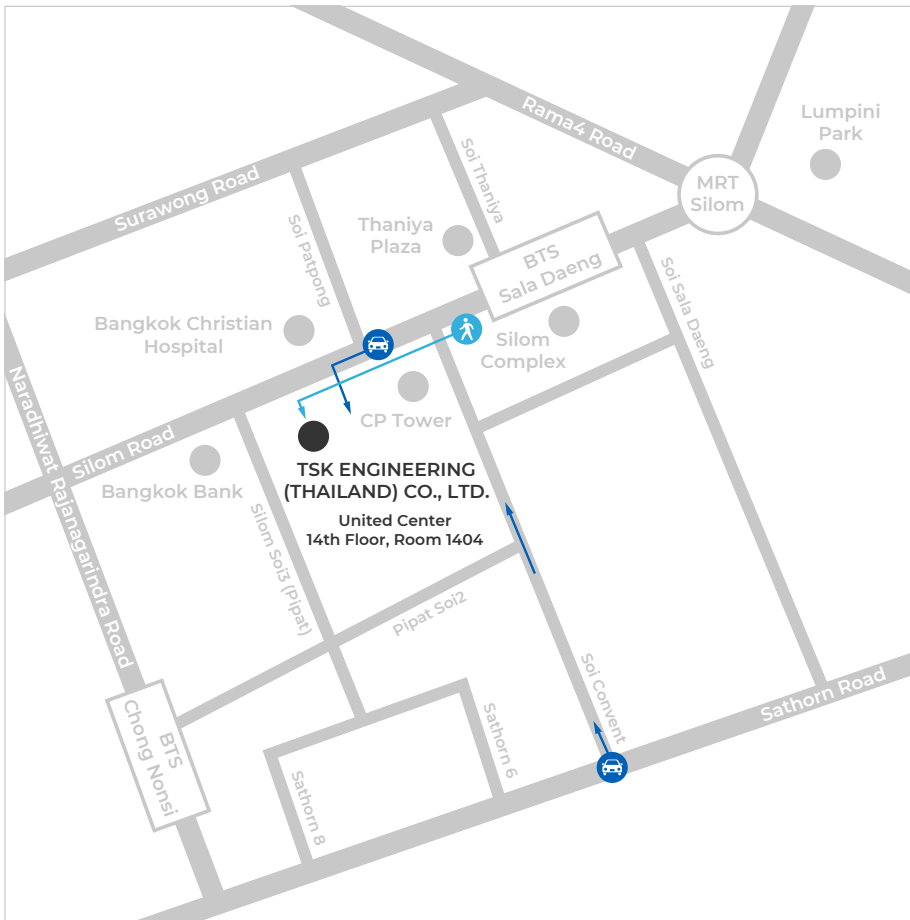 Rama4 Road
Lumpini
Park
MRT
Silom
Surawong Road
Soi Thaniya
Soi Patpong
Thaniya
Plaza
BTS
Sala Daeng
Soi Sala Daeng
Bangkok Christian
Hospital
Silom
Complex
CP Tower
Naradhiwat Rajanagarindra Road
Silom Road
Bangkok Bank
TSK ENGINEERING
(THAILAND) CO., LTD.
United Center
14th Floor, Room 1404
Silom Soi3 (Pipat)
Pipat Soi2
Soi Convent
Sathorn Road
BTS
Chong Nonsi
Sathorn 6
Sathorn 8